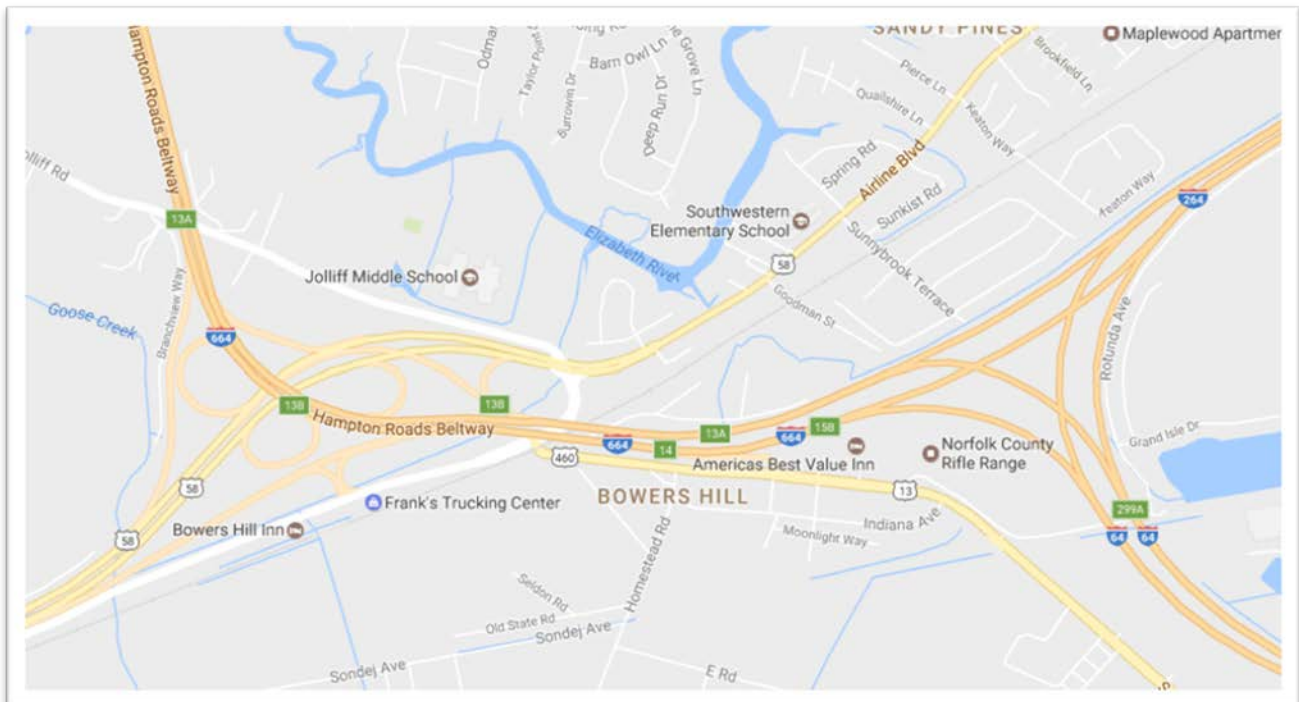 SANDY PINES
Maplewood Apartmer
Hampton Roads Beltway
Odmar
Taylor Point
Barn Owl Ln
Burrowin Dr
Deep Run Dr
e Grove Ln
Pierce Ln
Brookfield Ln
Quailshire Ln
Keaton Way
Spring Rd
Airline Blvd
Sunkist Rd
Keaton Way
264
olliff Rd
13A
Southwestern
Elementary School
Sunnybrook Terrace
Elizabeth River
58
Jolliff Middle School
Goodman St
Goose Creek
Branchview Way
664
Rotunda Ave
13B
13B
Hampton Roads Beltway
664
14
13A
664
15B
Grand Isle Dr
460
Americas Best Value Inn
Norfolk County
Rifle Range
58
BOWERS HILL
13
Frank's Trucking Center
Indiana Ave
299A
Moonlight Way
58
Bowers Hill Inn
64
64
Homestead Rd
Seldon Rd
Old State Rd
Sondej Ave
Sondej Ave
E Rd